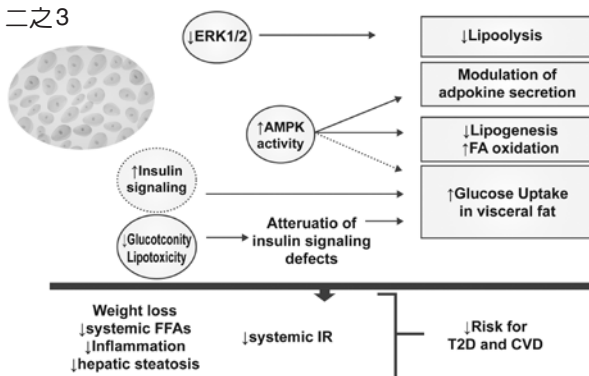 二之3
↓ERK1/2
↓Lipoolysis
Modulation of
adpokine secretion
↑AMPK
activity
↓Lipogenesis
↑FA oxidation
↑Insulin
signaling
↑Glucose Uptake
in visceral fat
↓Glucotconity
Lipotoxicity
Atteruatio of
insulin signaling
defects
Weight loss
↓systemic FFAs
↓Inflammation
↓hepatic steatosis
↓systemic IR
↓Risk for
T2D and CVD